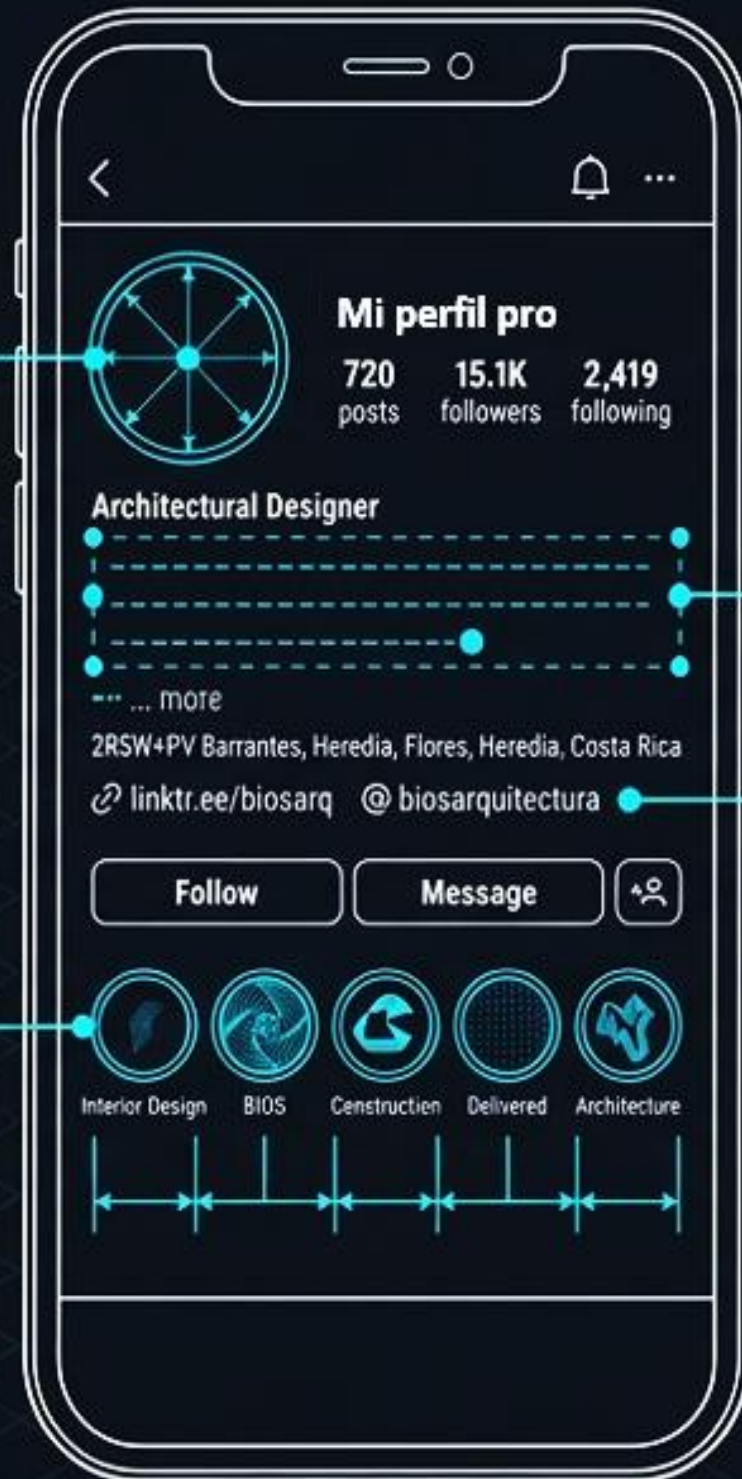 Mi perfil pro
720 15.1K 2,419
posts followers following
Architectural Designer
... more
2RSW+PV Barrantes, Heredia, Flores, Heredia, Costa Rica
linktr.ee/biosarq @ biosarquitectura
Follow Message
Interior Design BIOS Censtruction Delivered Architecture